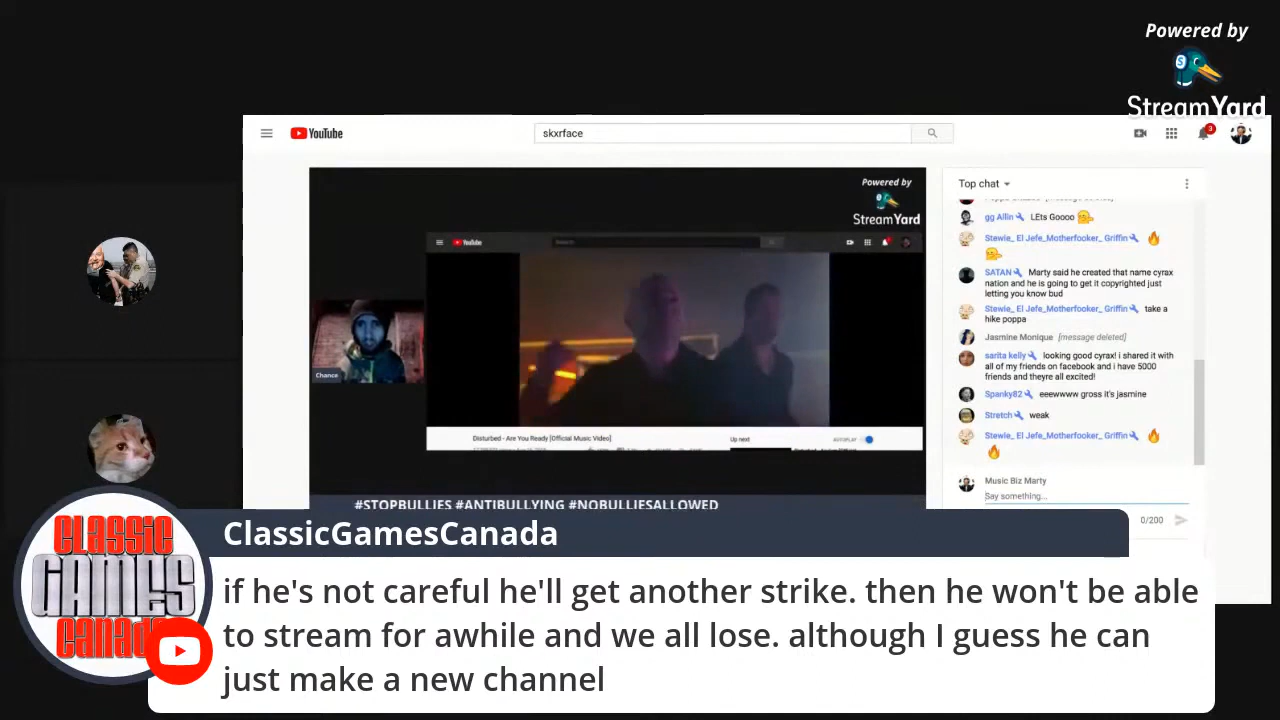 Powered by
StreamYard
YouTube
skxrface
3
Powered by
StreamYard
YouTube
Search
Chance
Disturbed - Are You Ready [Official Music Video]
Up next
AUTOPLAY
#STOPBULLIES #ANTIBULLYING #NOBULLIESALLOWED
Top chat
[message deleted]
gg Allin LEts Goooo
Stewie_ El Jefe_Motherfooker_ Griffin
SATAN Marty said he created that name cyrax
nation and he is going to get it copyrighted just
letting you know bud
Stewie_ El Jefe_Motherfooker_ Griffin take a
hike poppa
Jasmine Monique [message deleted]
sarita kelly looking good cyrax! i shared it with
all of my friends on facebook and i have 5000
friends and theyre all excited!
Spanky82 eeewwww gross it's jasmine
Stretch weak
Stewie_ El Jefe_Motherfooker_ Griffin
Music Biz Marty
Say something...
0/200
CLASSIC
GAMES
Canada
ClassicGamesCanada
if he's not careful he'll get another strike. then he won't be able
to stream for awhile and we all lose. although I guess he can
just make a new channel